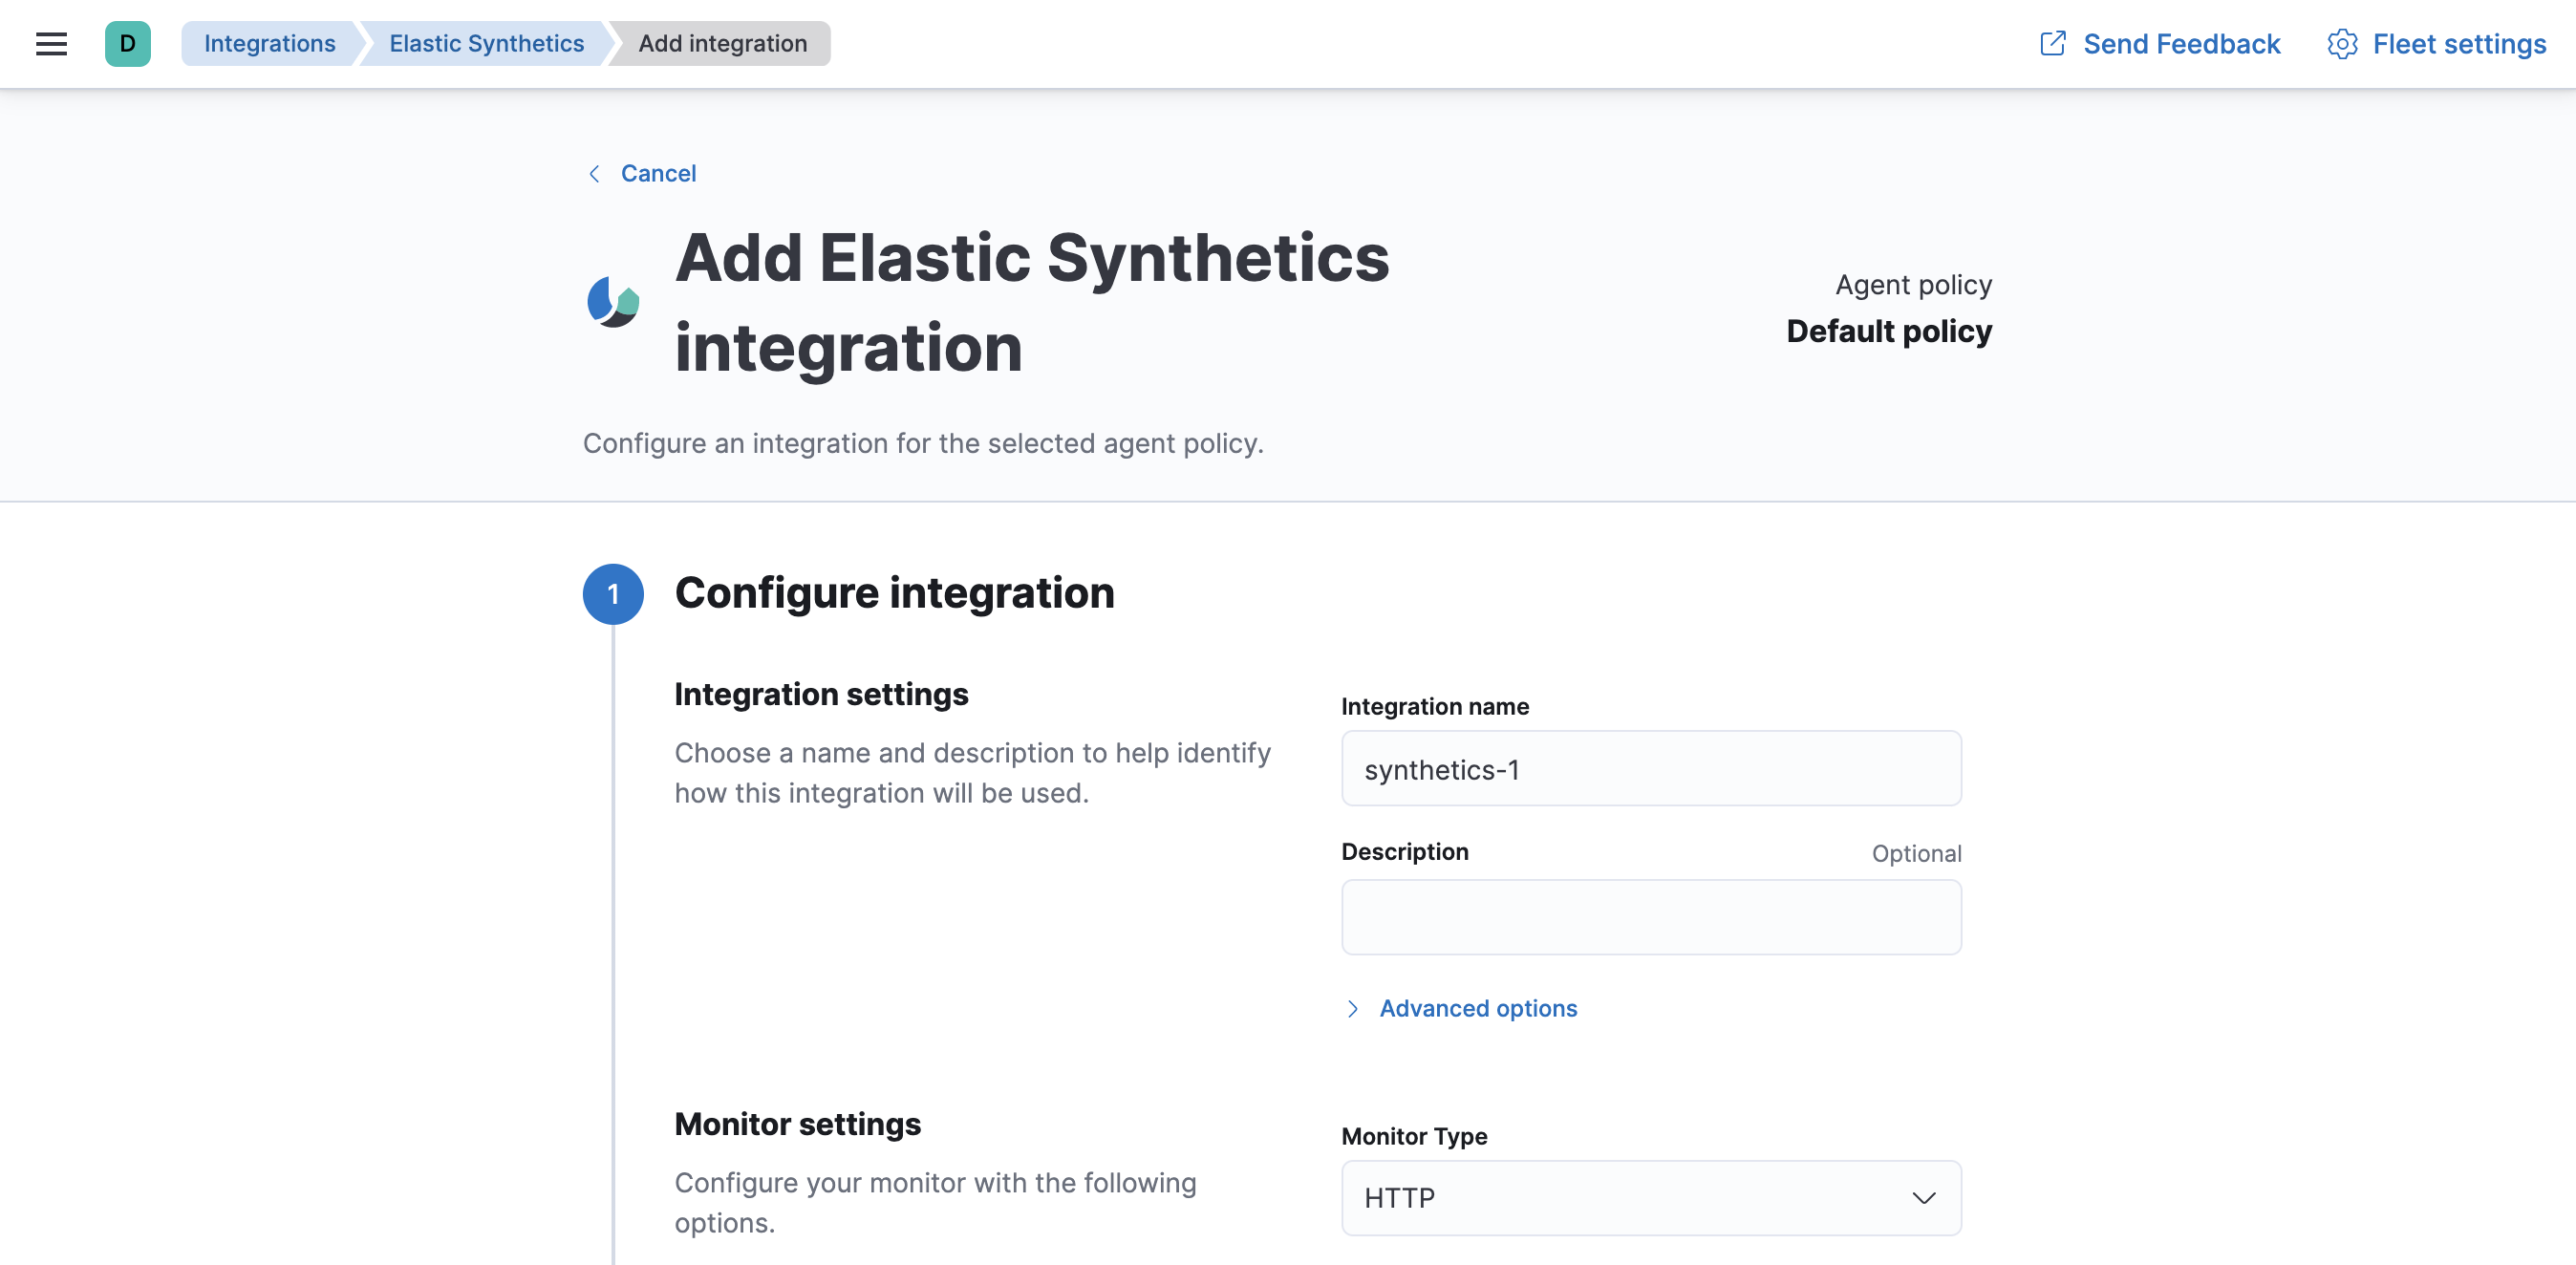 D
Integrations
Elastic Synthetics
Add integration
Send Feedback
Fleet settings
Cancel
Add Elastic Synthetics
integration
Agent policy
Default policy
Configure an integration for the selected agent policy.
1
Configure integration
Integration settings
Choose a name and description to help identify
how this integration will be used.
Integration name
synthetics-1
Description
Optional
Advanced options
Monitor settings
Configure your monitor with the following
options.
Monitor Type
HTTP